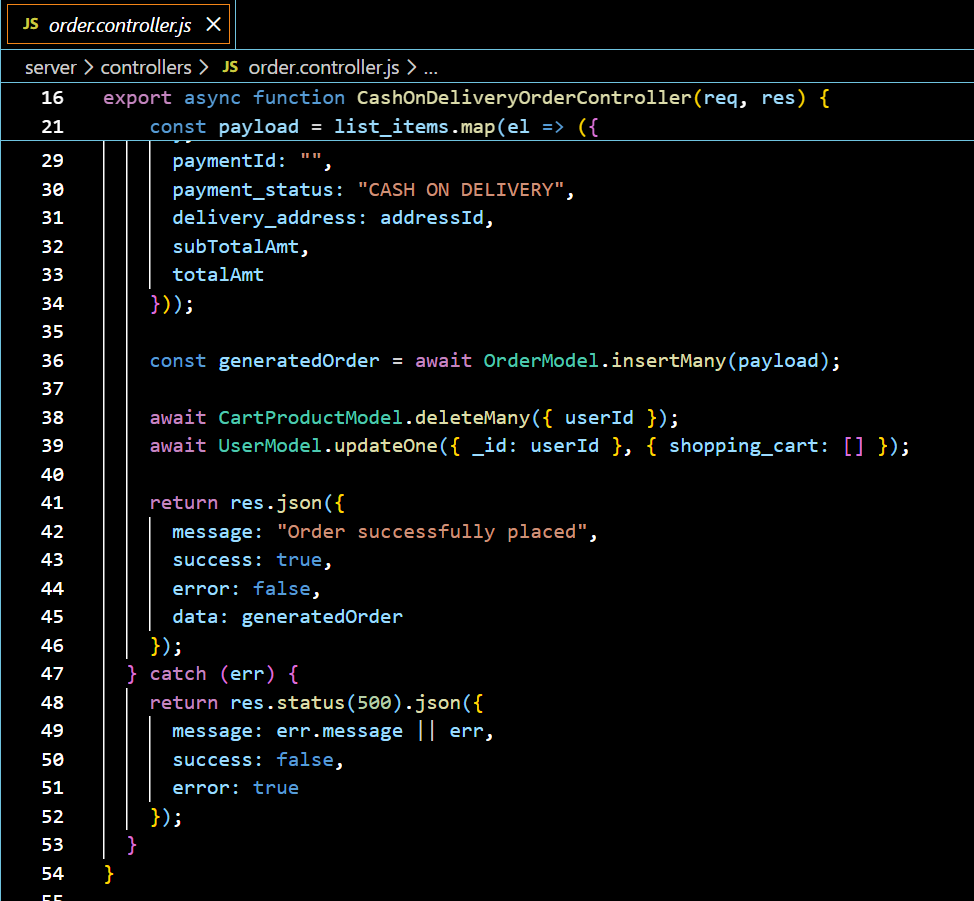 JS order.controller.js ×
server > controllers > JS order.controller.js > ...
16 export async function CashOnDeliveryOrderController(req, res) {
21 const payload = list_items.map(el => ({
29 paymentId: "",
30 payment_status: "CASH ON DELIVERY",
31 delivery_address: addressId,
32 subTotalAmt,
33 totalAmt
34 }));
35
36 const generatedOrder = await OrderModel.insertMany(payload);
37
38 await CartProductModel.deleteMany({ userId });
39 await UserModel.updateOne({ _id: userId }, { shopping_cart: [] });
40
41 return res.json({
42 message: "Order successfully placed",
43 success: true,
44 error: false,
45 data: generatedOrder
46 });
47 } catch (err) {
48 return res.status(500).json({
49 message: err.message || err,
50 success: false,
51 error: true
52 });
53 }
54 }
55